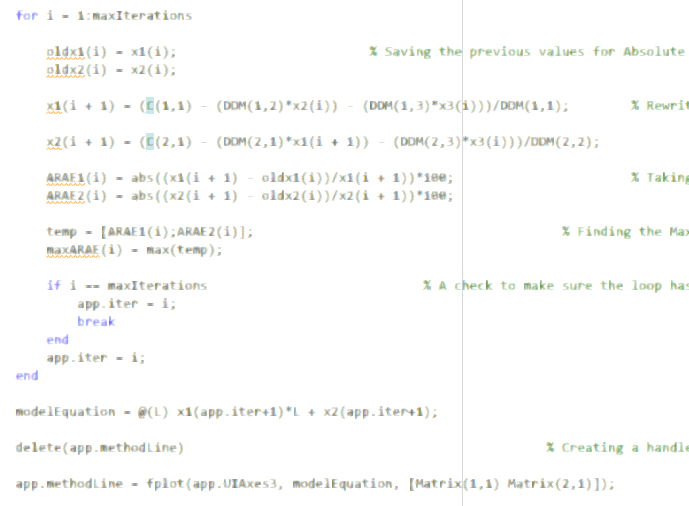 for i = 1:maxIterations
oldx1(i) = x1(i); % Saving the previous values for Absolute
oldx2(i) = x2(i);
x1(i + 1) = (C(1,1) - (DDM(1,2)*x2(i)) - (DDM(1,3)*x3(i)))/DDM(1,1); % Rewrit
x2(i + 1) = (C(2,1) - (DDM(2,1)*x1(i + 1)) - (DDM(2,3)*x3(i)))/DDM(2,2);
ARAE1(i) = abs((x1(i + 1) - oldx1(i))/x1(i + 1))*100; % Taking
ARAE2(i) = abs((x2(i + 1) - oldx2(i))/x2(i + 1))*100;
temp = [ARAE1(i);ARAE2(i)]; % Finding the Max
maxARAE(i) = max(temp);
if i == maxIterations % A check to make sure the loop has
app.iter = i;
break
end
app.iter = i;
end
modelEquation = @(L) x1(app.iter+1)*L + x2(app.iter+1);
delete(app.methodLine) % Creating a handle
app.methodLine = fplot(app.UIAxes3, modelEquation, [Matrix(1,1) Matrix(2,1)]);